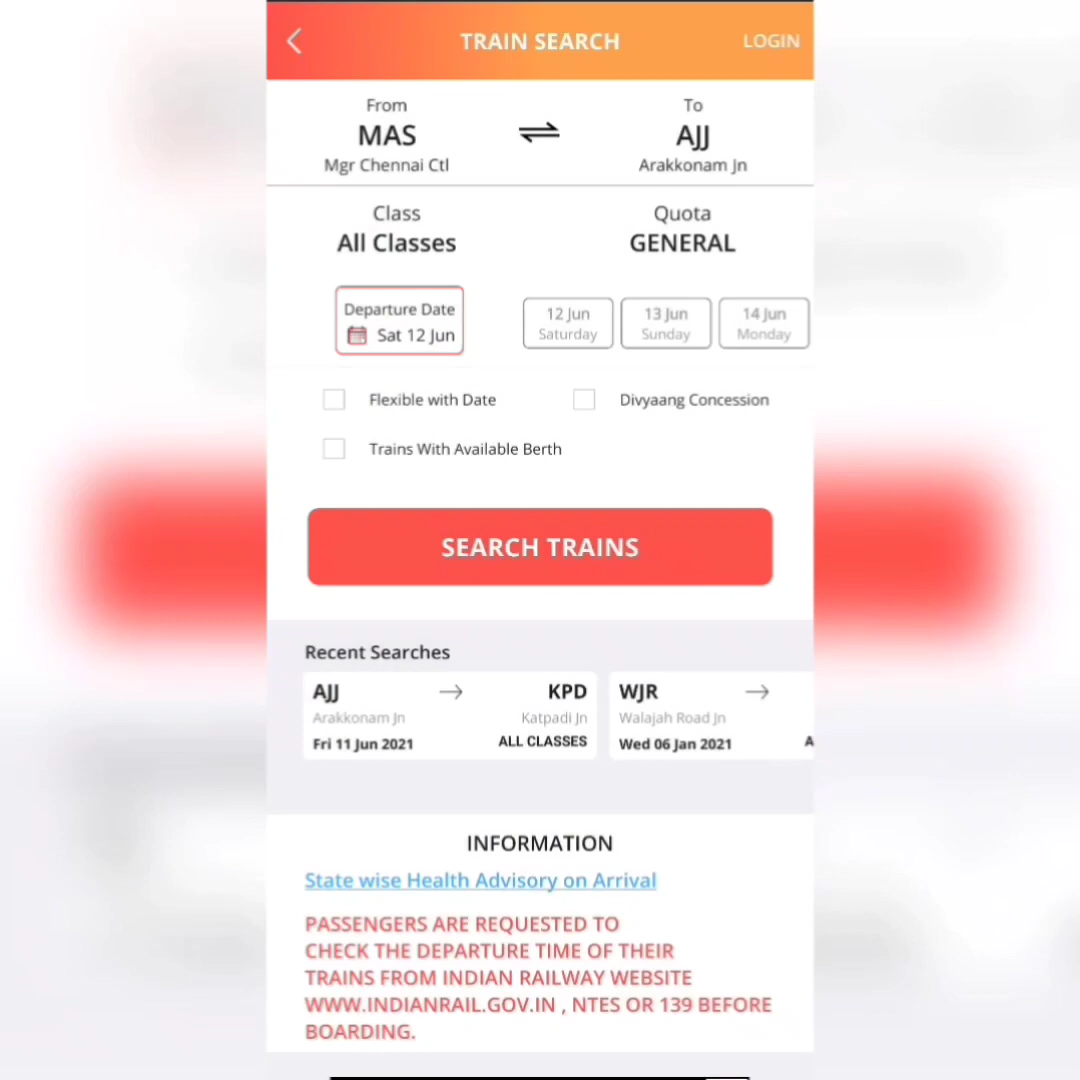 TRAIN SEARCH LOGIN
From To
MAS AJJ
Mgr Chennai Ctl Arakkonam Jn
Class Quota
All Classes GENERAL
Departure Date
Sat 12 Jun
12 Jun
Saturday
13 Jun
Sunday
14 Jun
Monday
Flexible with Date Divyaang Concession
Trains With Available Berth
SEARCH TRAINS
Recent Searches
AJJ KPD
Arakkonam Jn Katpadi Jn
Fri 11 Jun 2021 ALL CLASSES
WJR
Walajah Road Jn
Wed 06 Jan 2021 A
INFORMATION
State wise Health Advisory on Arrival
PASSENGERS ARE REQUESTED TO
CHECK THE DEPARTURE TIME OF THEIR
TRAINS FROM INDIAN RAILWAY WEBSITE
WWW.INDIANRAIL.GOV.IN , NTES OR 139 BEFORE
BOARDING.